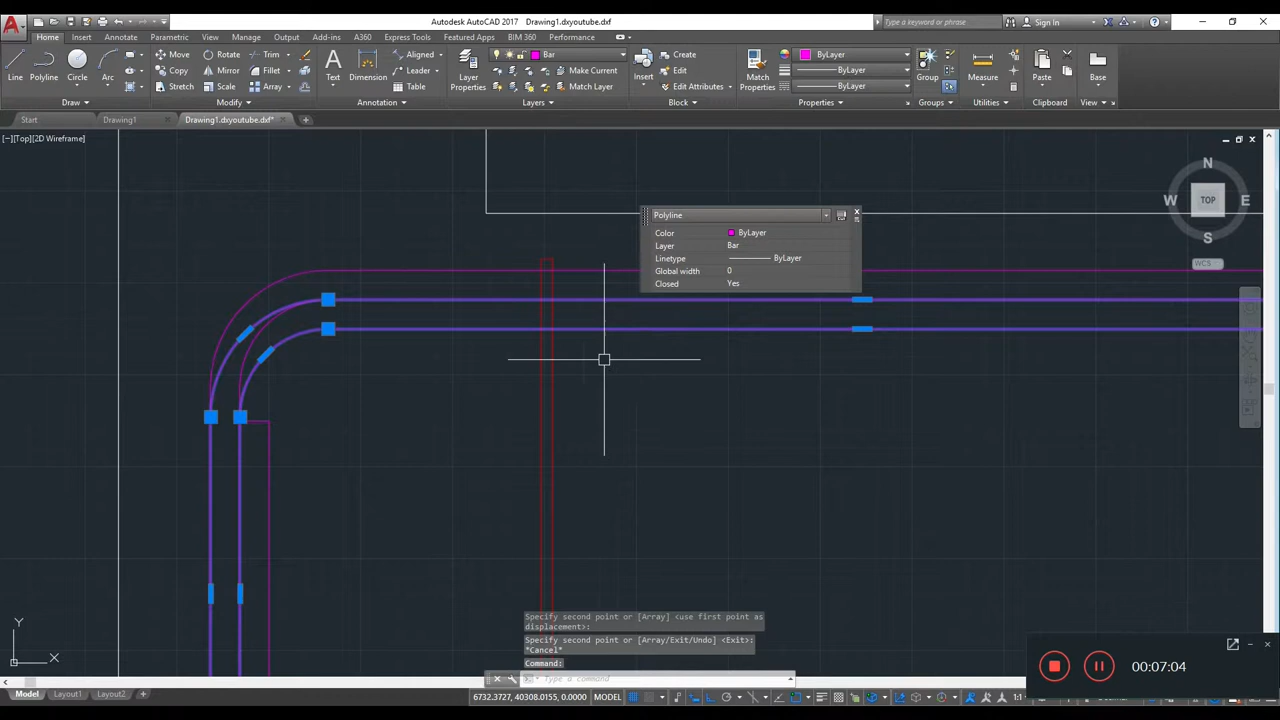 Autodesk AutoCAD 2017 Drawing1.dxyoutube.dxf
Type a keyword or phrase
Sign In
Home Insert Annotate Parametric View Manage Output Add-ins A360 Express Tools Featured Apps BIM 360 Performance
Line Polyline Circle Arc
Move Rotate Trim
Copy Mirror Fillet
Stretch Scale Array
Text Dimension
Aligned
Leader
Table
Layer Properties
Bar
Make Current
Match Layer
Insert
Create
Edit
Edit Attributes
Match Properties
ByLayer
ByLayer
ByLayer
Group
Measure
Paste
Base
Draw Modify Annotation Layers Block Properties Groups Utilities Clipboard View
Start Drawing1 Drawing1.dxyoutube.dxf*
[−][Top][2D Wireframe]
N
W TOP E
S
WCS
Polyline
Color ByLayer
Layer Bar
Linetype ByLayer
Global width 0
Closed Yes
Specify second point or [Array] <use first point as
displacement>:
Specify second point or [Array/Exit/Undo] <Exit>:
*Cancel*
Command:
Type a command
Y
X
00:07:04
Model Layout1 Layout2
6732.3727, 40308.0155, 0.0000 MODEL